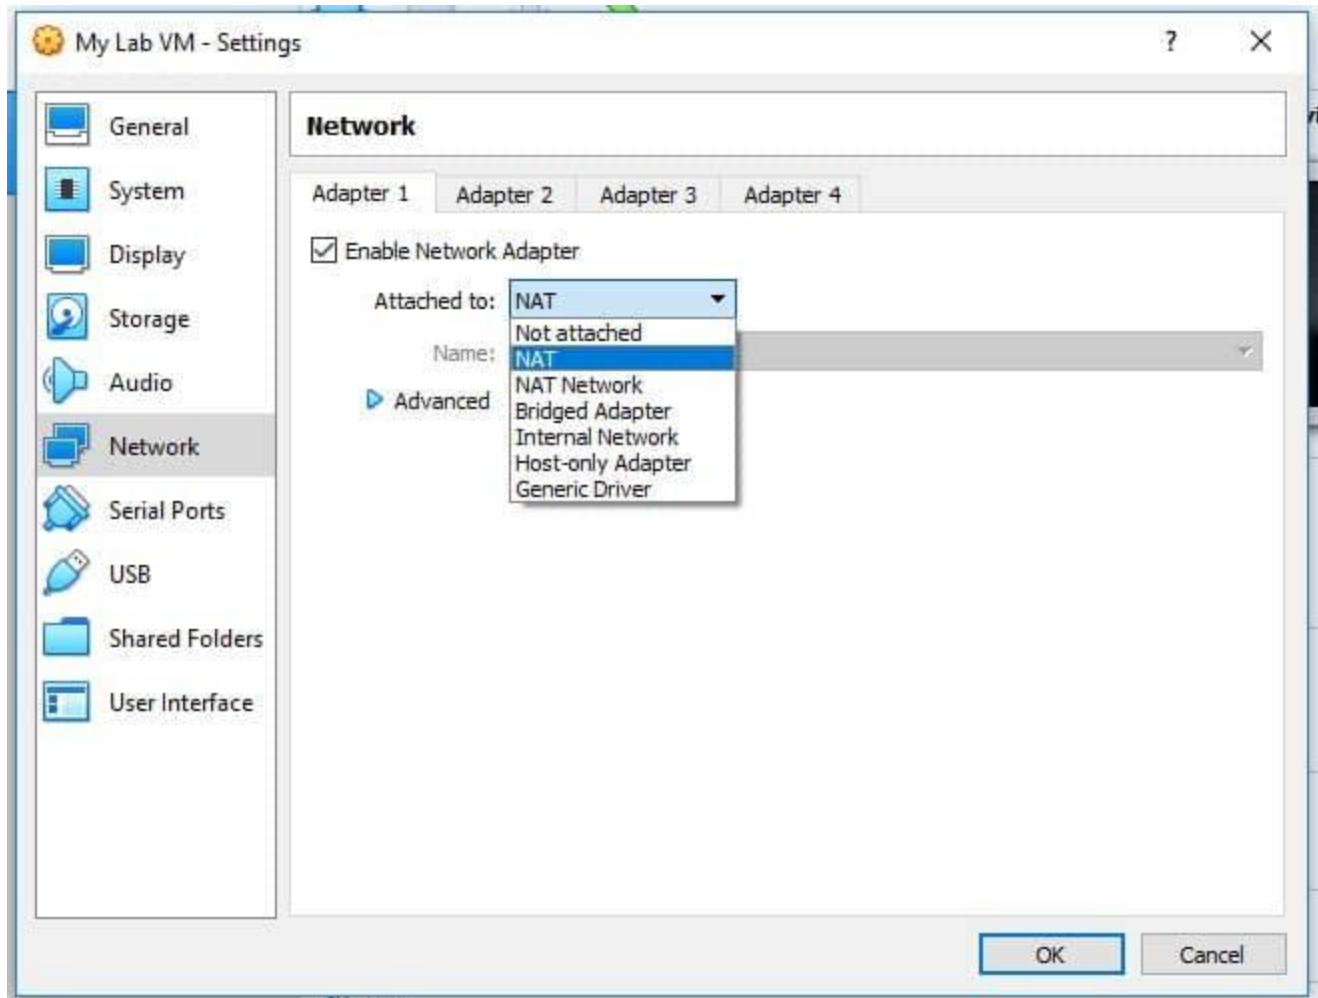 My Lab VM - Settings
?
General
System
Display
Storage
Audio
Network
Serial Ports
USB
Shared Folders
User Interface
Network
Adapter 1 Adapter 2 Adapter 3 Adapter 4
Enable Network Adapter
Attached to: NAT
Not attached
NAT
NAT Network
Bridged Adapter
Internal Network
Host-only Adapter
Generic Driver
Name:
Advanced
OK Cancel